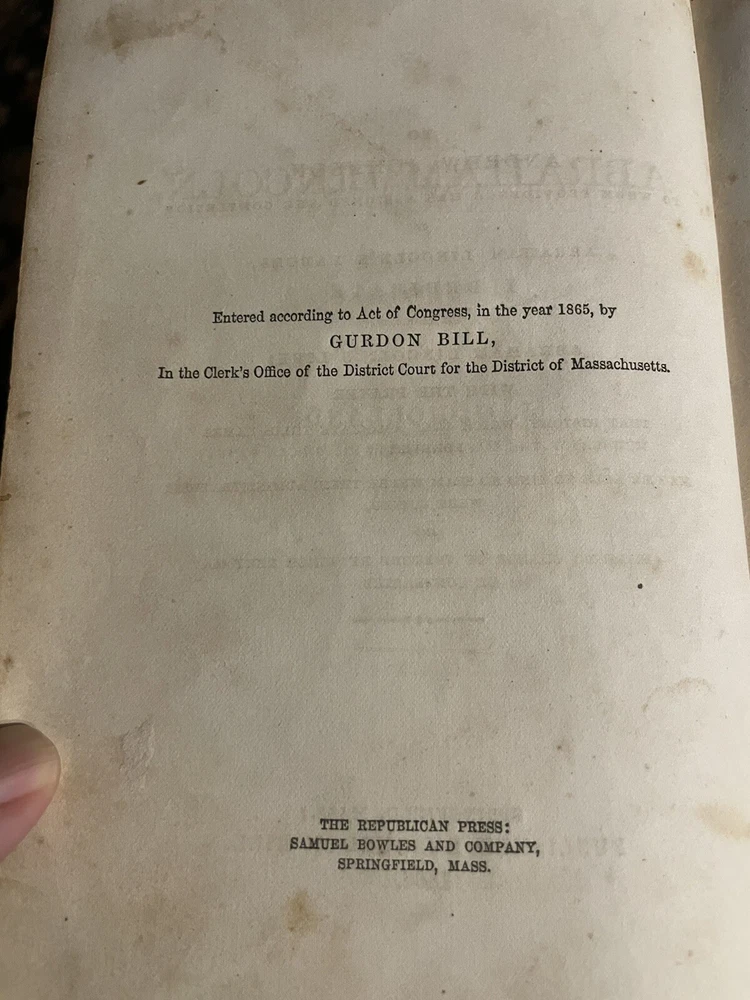 Entered according to Act of Congress, in the year 1865, by
GURDON BILL,
In the Clerk's Office of the District Court for the District of Massachusetts.
THE REPUBLICAN PRESS:
SAMUEL BOWLES AND COMPANY,
SPRINGFIELD, MASS.